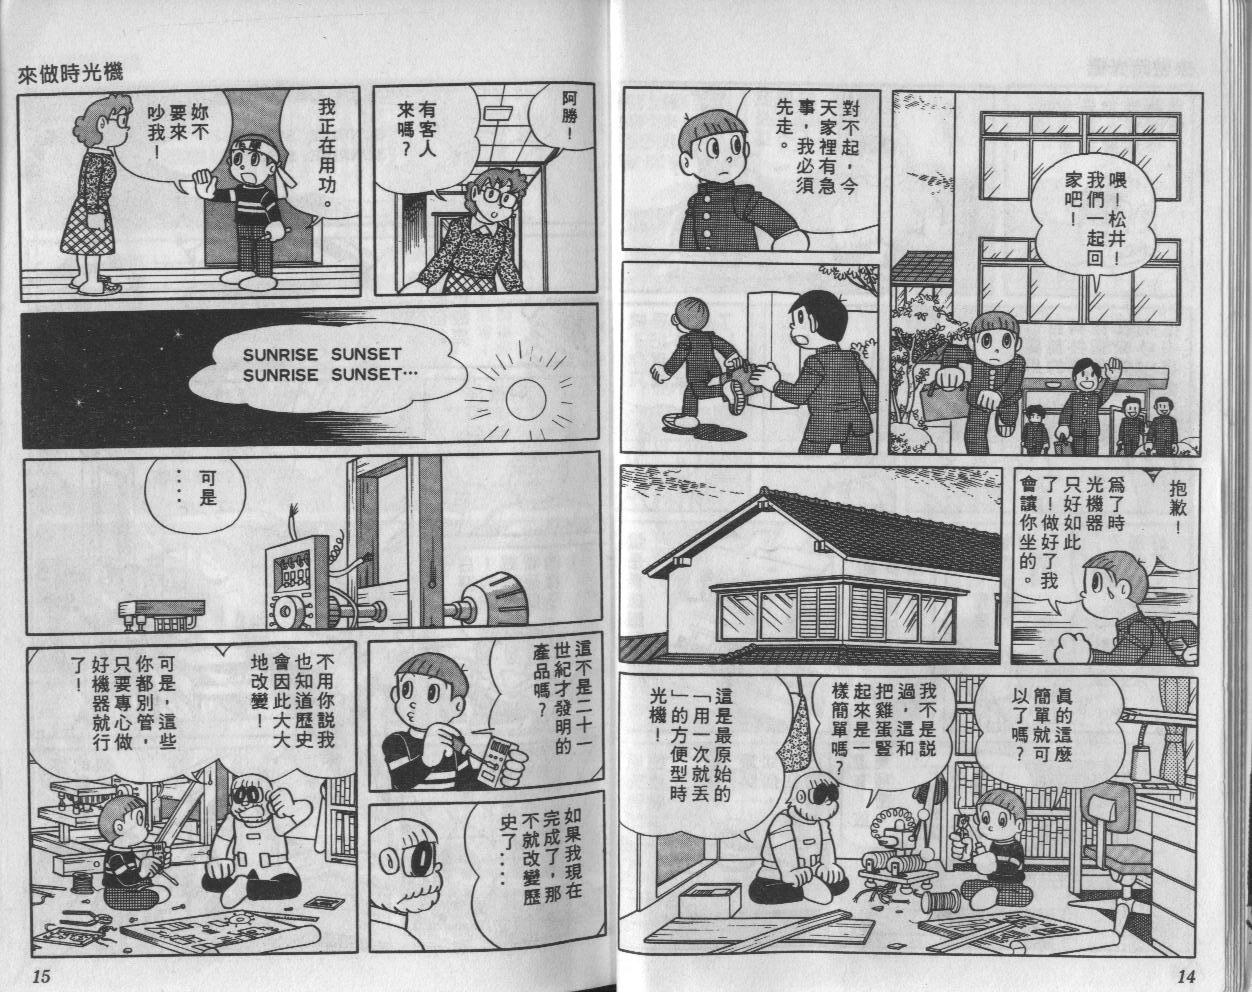 喂！松井！
我們一起回
家吧！
對不起，今
天家裡有急
事，我必須
先走。
抱歉！
爲了時
光機器
只好如此
了！做好了我
會讓你坐的。
眞的這麼
簡單就可
以了嗎？
我不是說
過，這和
把雞蛋豎
起來是一
樣簡單嗎？
這是最原始的
「用一次就丟
」的方便型時
光機！
14
來做時光機
阿勝！
有客人
來嗎？
我正在用功。
妳不
要來
吵我！
SUNRISE SUNSET
SUNRISE SUNSET…
可是
……
這不是二十一
世紀才發明的
產品嗎？
如果我現在
完成了，那
不就改變歷
史了……
不用你說我
也知道歷史
會因此大大
地改變！
可是，這些
你都別管，
只要專心做
好機器就行
了！
15